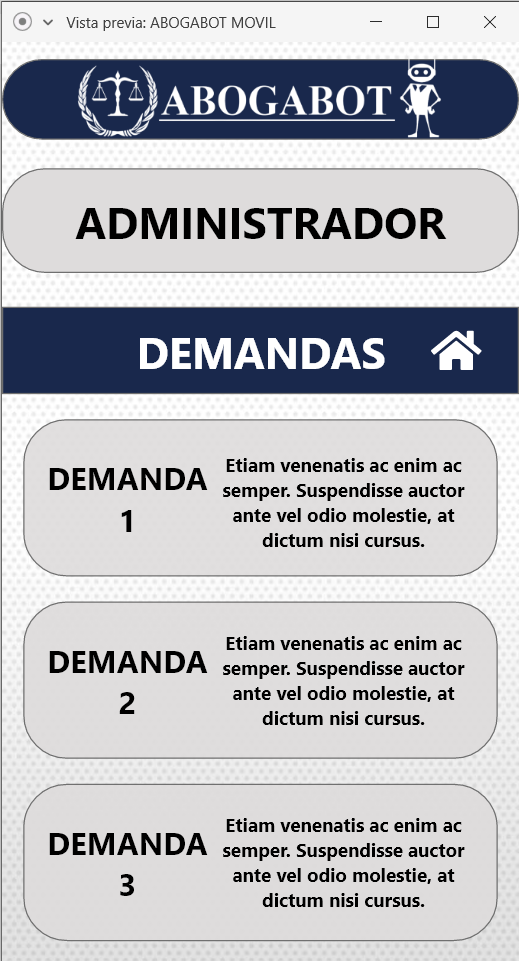 Vista previa: ABOGABOT MOVIL
ABOGABOT
ADMINISTRADOR
DEMANDAS
DEMANDA
1
Etiam venenatis ac enim ac
semper. Suspendisse auctor
ante vel odio molestie, at
dictum nisi cursus.
DEMANDA
2
Etiam venenatis ac enim ac
semper. Suspendisse auctor
ante vel odio molestie, at
dictum nisi cursus.
DEMANDA
3
Etiam venenatis ac enim ac
semper. Suspendisse auctor
ante vel odio molestie, at
dictum nisi cursus.